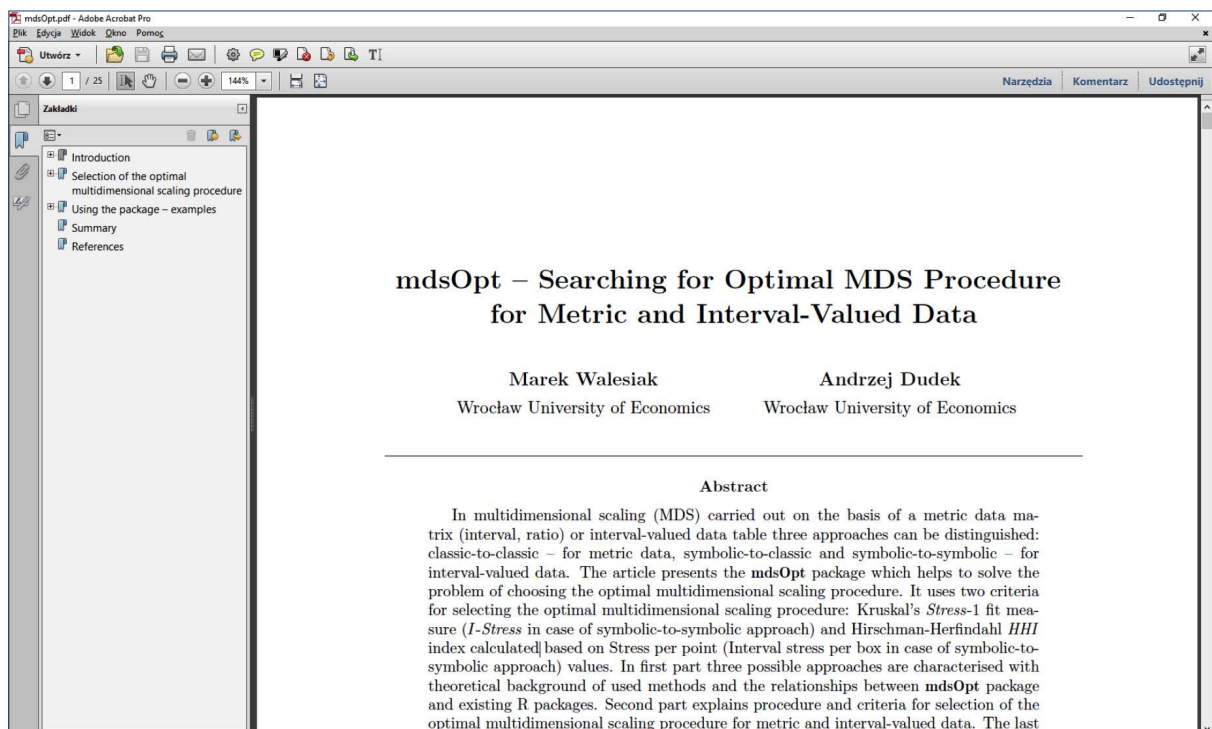 mdsOpt.pdf - Adobe Acrobat Pro
Plik Edycja Widok Okno Pomoc
Utwórz
1 / 25 144% Narzędzia Komentarz Udostępnij
Zakładki
Introduction
Selection of the optimal
multidimensional scaling procedure
Using the package – examples
Summary
References
mdsOpt – Searching for Optimal MDS Procedure
for Metric and Interval-Valued Data
Marek Walesiak Andrzej Dudek
Wrocław University of Economics Wrocław University of Economics
Abstract
In multidimensional scaling (MDS) carried out on the basis of a metric data ma-
trix (interval, ratio) or interval-valued data table three approaches can be distinguished:
classic-to-classic – for metric data, symbolic-to-classic and symbolic-to-symbolic – for
interval-valued data. The article presents the mdsOpt package which helps to solve the
problem of choosing the optimal multidimensional scaling procedure. It uses two criteria
for selecting the optimal multidimensional scaling procedure: Kruskal's Stress-1 fit mea-
sure (I-Stress in case of symbolic-to-symbolic approach) and Hirschman-Herfindahl HHI
index calculated based on Stress per point (Interval stress per box in case of symbolic-to-
symbolic approach) values. In first part three possible approaches are characterised with
theoretical background of used methods and the relationships between mdsOpt package
and existing R packages. Second part explains procedure and criteria for selection of the
optimal multidimensional scaling procedure for metric and interval-valued data. The last